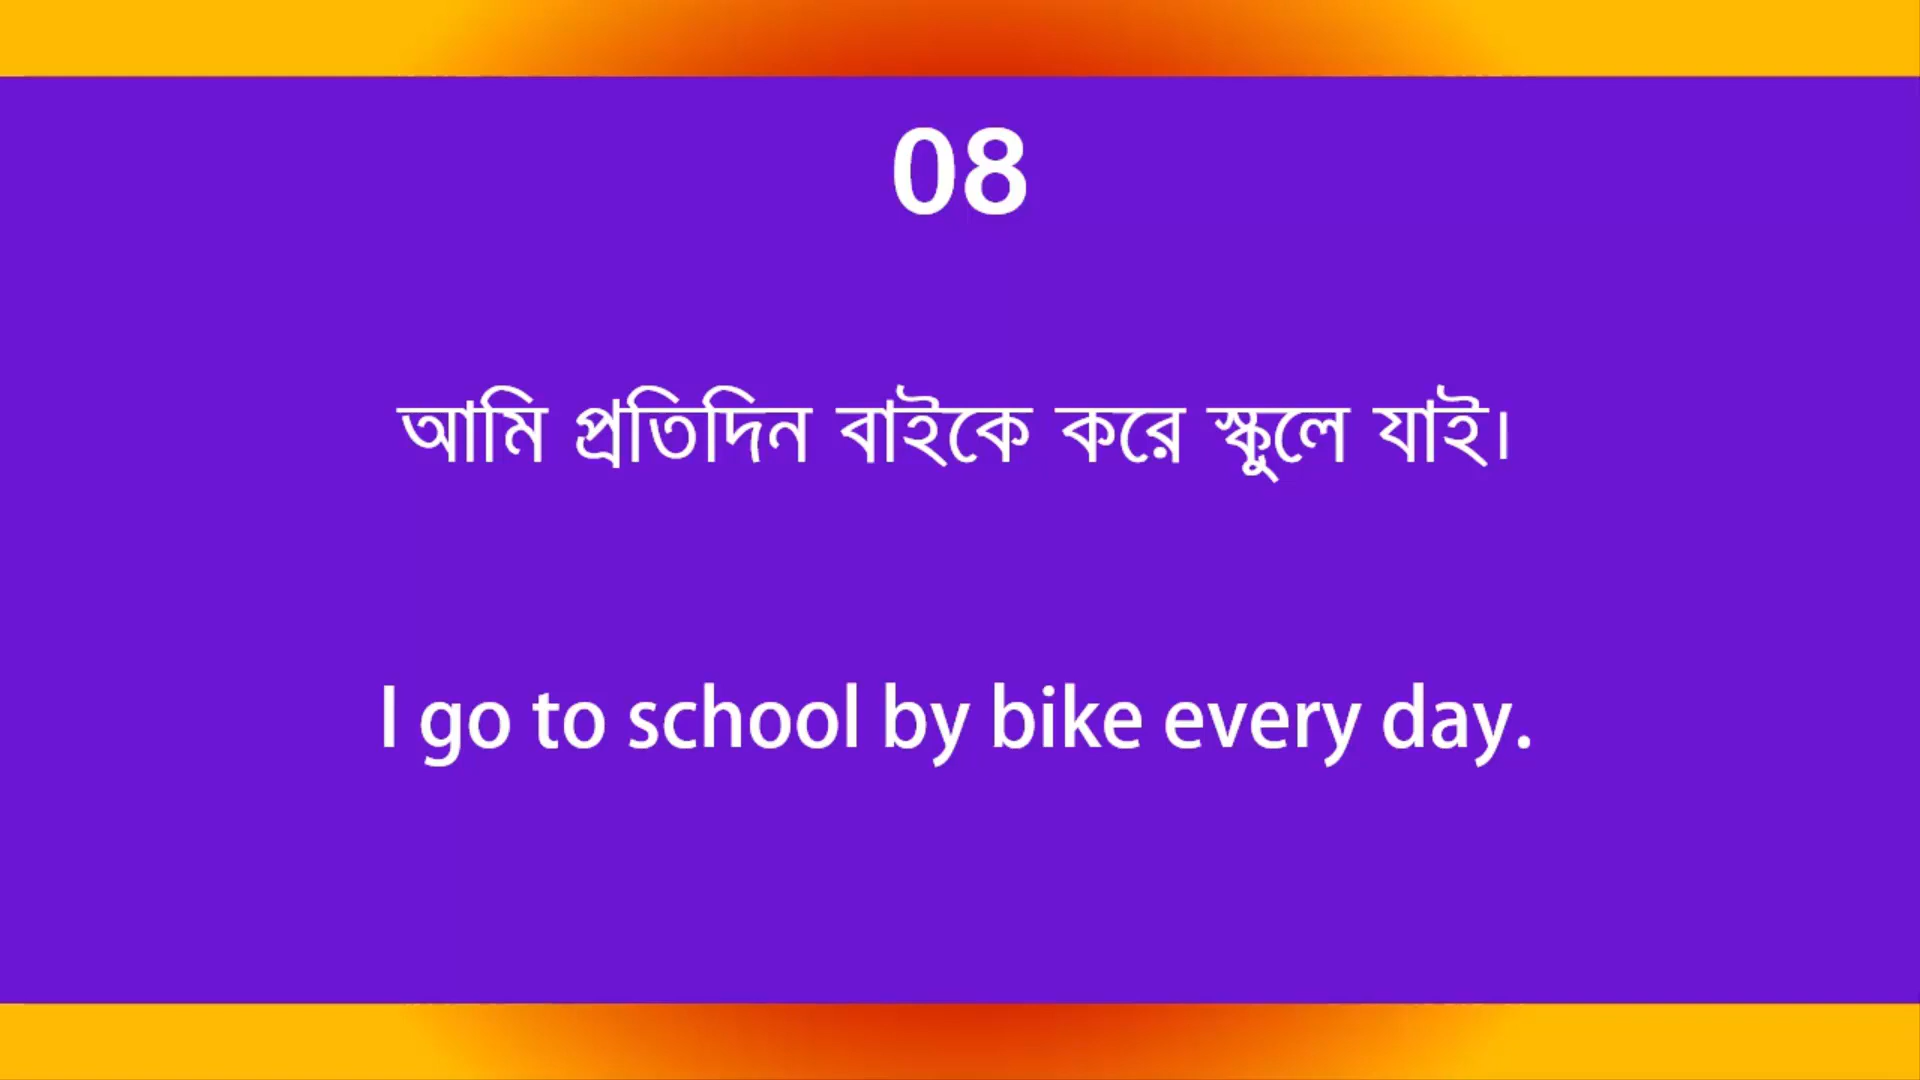 08
আমি প্রতিদিন বাইকে করে স্কুলে যাই।
I go to school by bike every day.